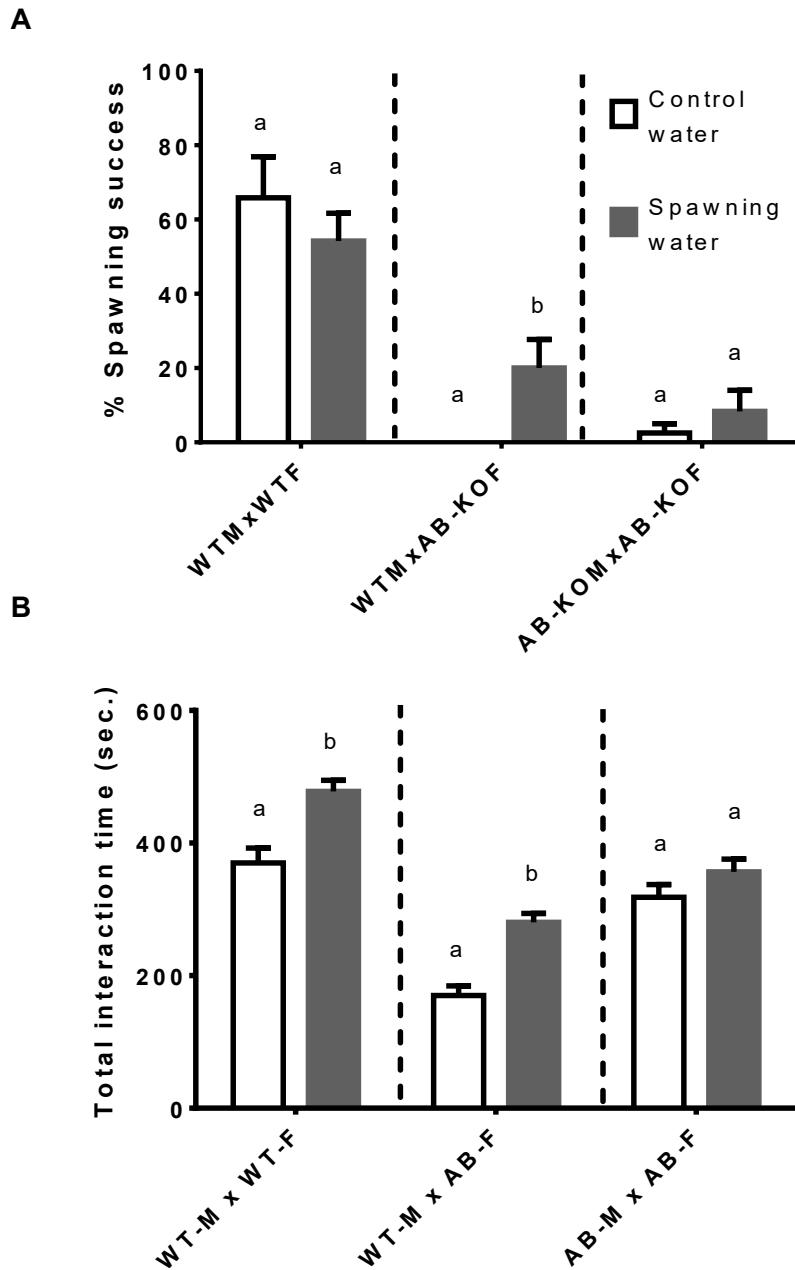 A
% Spawning success
100
80
60
40
20
0
a
a
a
b
a
a
Control
water
Spawning
water
WTMxWTF
WTMxAB-KOF
AB-KOMxAB-KOF
B
Total interaction time (sec.)
600
400
200
0
a
b
a
b
a
a
WT-M x WT-F
WT-M x AB-F
AB-M x AB-F